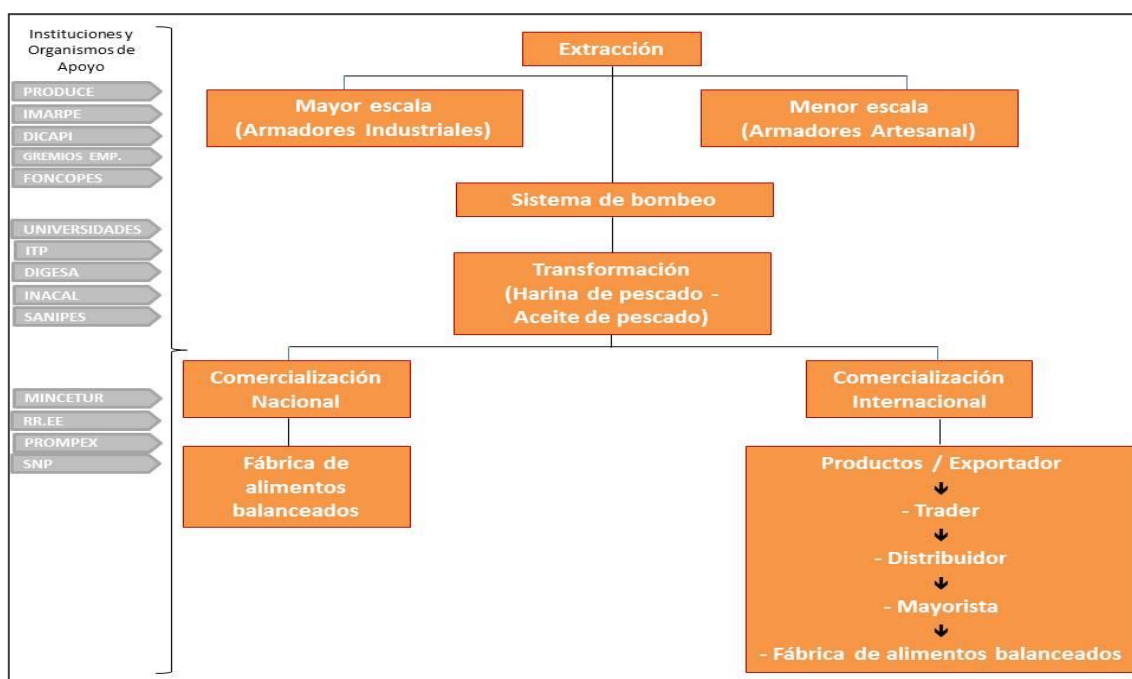 Instituciones y
Organismos de
Apoyo
PRODUCE
IMARPE
DICAPI
GREMIOS EMP.
FONCOPES
UNIVERSIDADES
ITP
DIGESA
INACAL
SANIPES
MINCETUR
RR.EE
PROMPEX
SNP
Extracción
Mayor escala
(Armadores Industriales)
Menor escala
(Armadores Artesanal)
Sistema de bombeo
Transformación
(Harina de pescado -
Aceite de pescado)
Comercialización
Nacional
Comercialización
Internacional
Fábrica de
alimentos
balanceados
Productos / Exportador
- Trader
- Distribuidor
- Mayorista
- Fábrica de alimentos balanceados